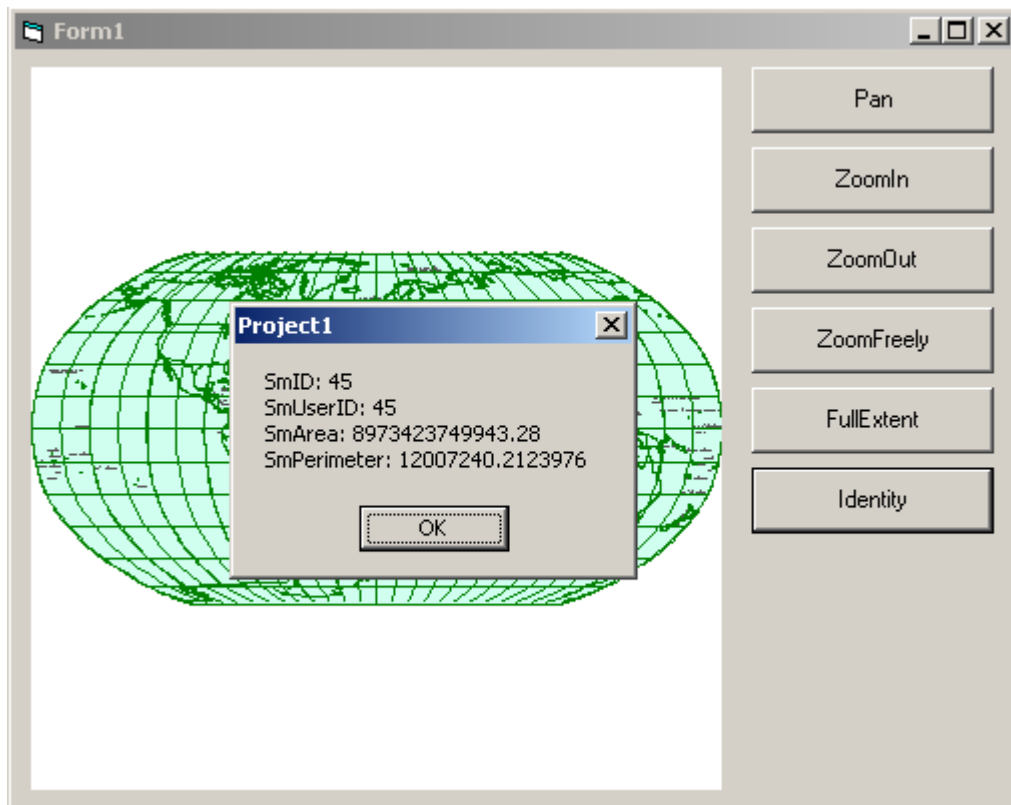 Form1
Pan
ZoomIn
ZoomOut
ZoomFreely
FullExtent
Identity
Project1
SmID: 45
SmUserID: 45
SmArea: 8973423749943.28
SmPerimeter: 12007240.2123976
OK